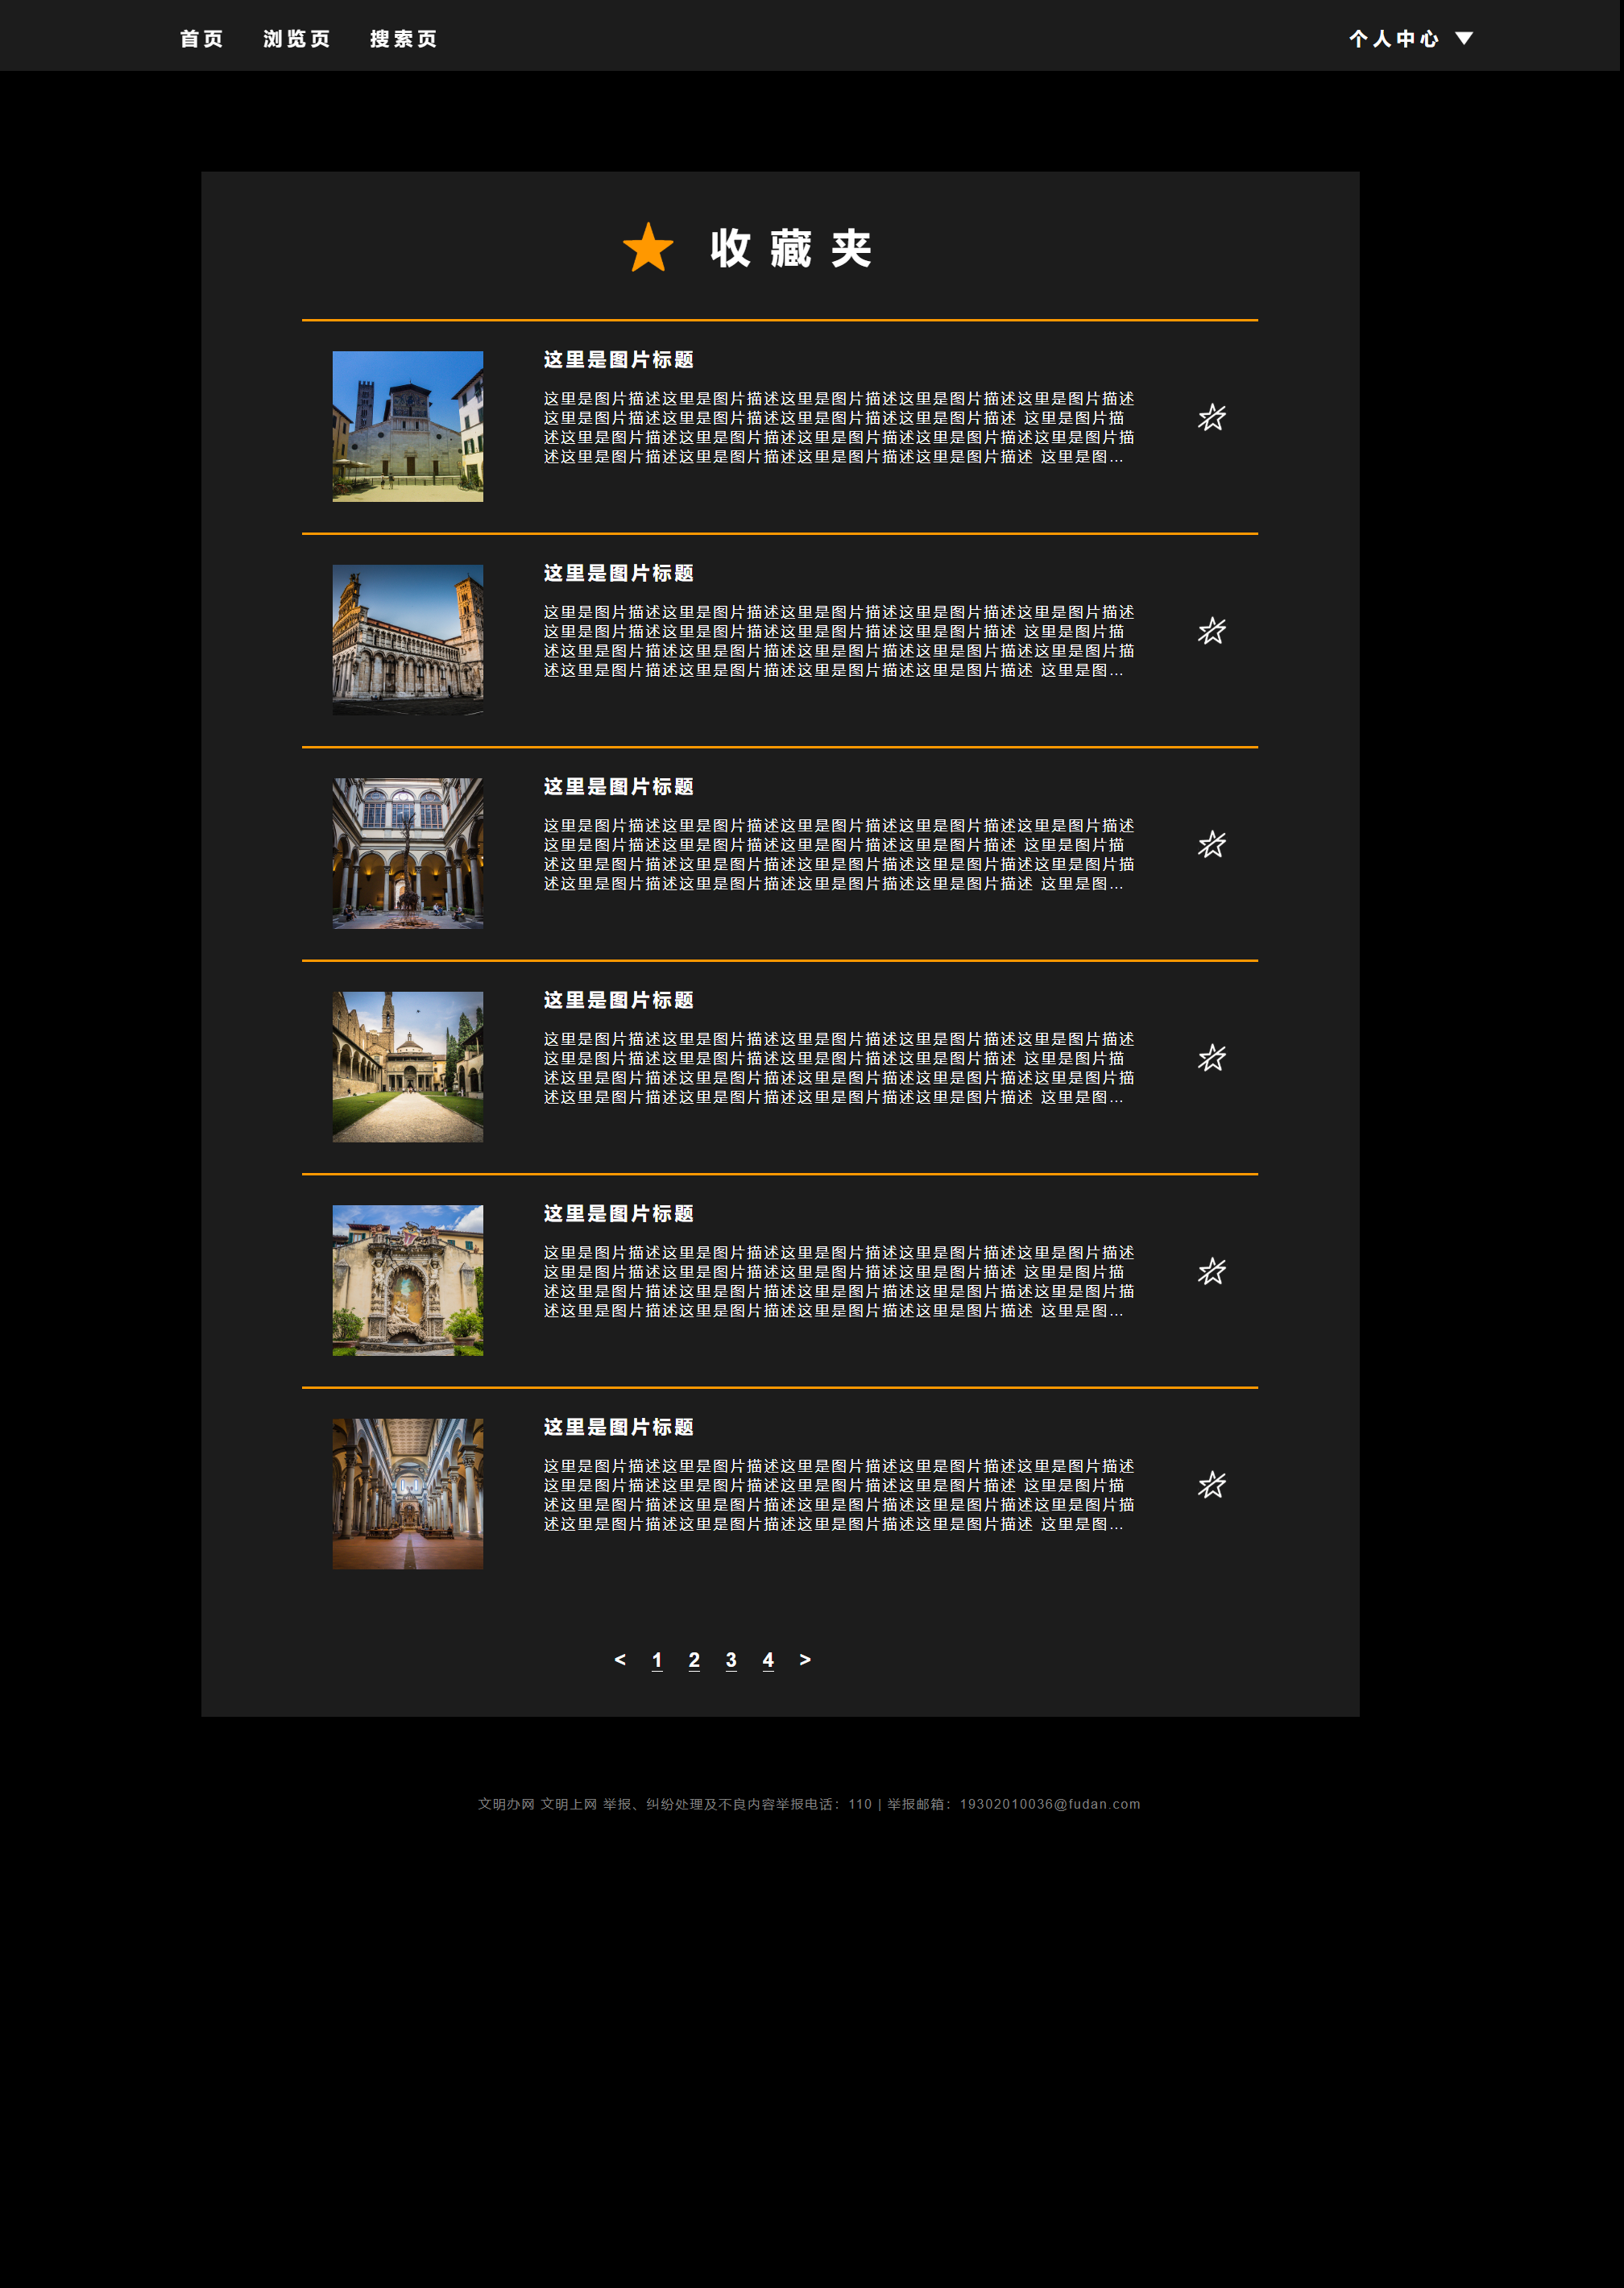 首页 浏览页 搜索页 个人中心 ▼
收藏夹
这里是图片标题
这里是图片描述这里是图片描述这里是图片描述这里是图片描述这里是图片描述
这里是图片描述这里是图片描述这里是图片描述这里是图片描述 这里是图片描
述这里是图片描述这里是图片描述这里是图片描述这里是图片描述这里是图片描
述这里是图片描述这里是图片描述这里是图片描述这里是图片描述 这里是图...
这里是图片标题
这里是图片描述这里是图片描述这里是图片描述这里是图片描述这里是图片描述
这里是图片描述这里是图片描述这里是图片描述这里是图片描述 这里是图片描
述这里是图片描述这里是图片描述这里是图片描述这里是图片描述这里是图片描
述这里是图片描述这里是图片描述这里是图片描述这里是图片描述 这里是图...
这里是图片标题
这里是图片描述这里是图片描述这里是图片描述这里是图片描述这里是图片描述
这里是图片描述这里是图片描述这里是图片描述这里是图片描述 这里是图片描
述这里是图片描述这里是图片描述这里是图片描述这里是图片描述这里是图片描
述这里是图片描述这里是图片描述这里是图片描述这里是图片描述 这里是图...
这里是图片标题
这里是图片描述这里是图片描述这里是图片描述这里是图片描述这里是图片描述
这里是图片描述这里是图片描述这里是图片描述这里是图片描述 这里是图片描
述这里是图片描述这里是图片描述这里是图片描述这里是图片描述这里是图片描
述这里是图片描述这里是图片描述这里是图片描述这里是图片描述 这里是图...
这里是图片标题
这里是图片描述这里是图片描述这里是图片描述这里是图片描述这里是图片描述
这里是图片描述这里是图片描述这里是图片描述这里是图片描述 这里是图片描
述这里是图片描述这里是图片描述这里是图片描述这里是图片描述这里是图片描
述这里是图片描述这里是图片描述这里是图片描述这里是图片描述 这里是图...
这里是图片标题
这里是图片描述这里是图片描述这里是图片描述这里是图片描述这里是图片描述
这里是图片描述这里是图片描述这里是图片描述这里是图片描述 这里是图片描
述这里是图片描述这里是图片描述这里是图片描述这里是图片描述这里是图片描
述这里是图片描述这里是图片描述这里是图片描述这里是图片描述 这里是图...
< 1 2 3 4 >
文明办网 文明上网 举报、纠纷处理及不良内容举报电话：110 | 举报邮箱：19302010036@fudan.com